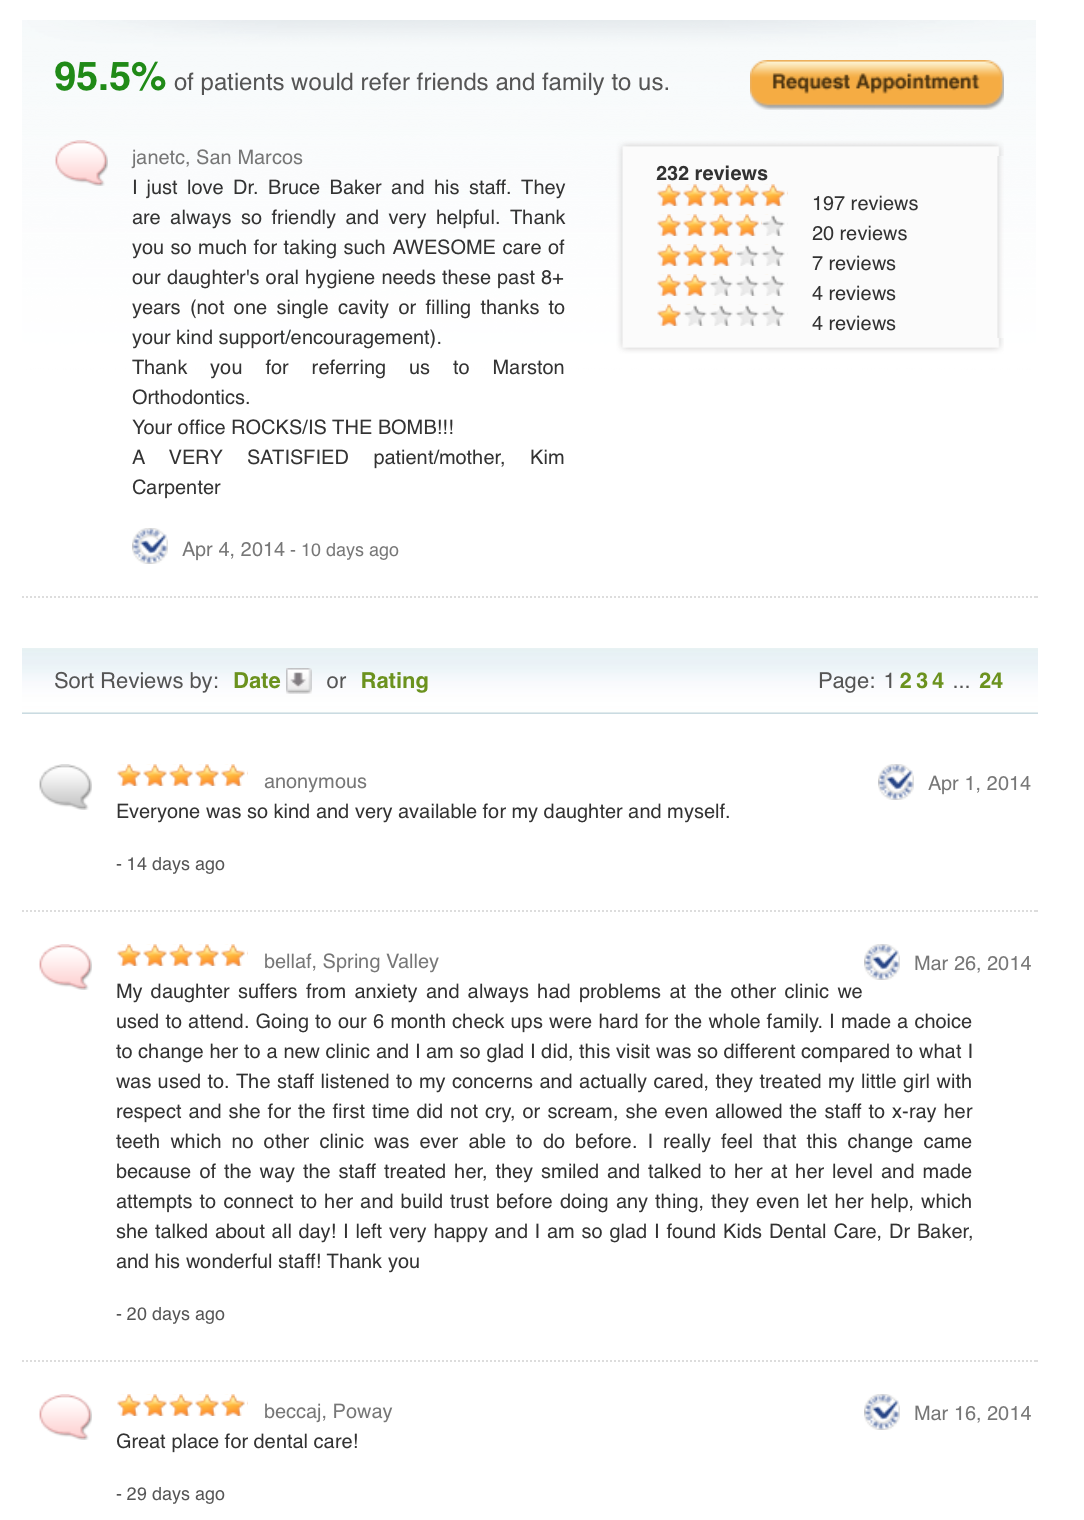 95.5% of patients would refer friends and family to us.
Request Appointment
janetc, San Marcos
I just love Dr. Bruce Baker and his staff. They
are always so friendly and very helpful. Thank
you so much for taking such AWESOME care of
our daughter's oral hygiene needs these past 8+
years (not one single cavity or filling thanks to
your kind support/encouragement).
Thank you for referring us to Marston
Orthodontics.
Your office ROCKS/IS THE BOMB!!!
A VERY SATISFIED patient/mother, Kim
Carpenter
Apr 4, 2014 - 10 days ago
232 reviews
197 reviews
20 reviews
7 reviews
4 reviews
4 reviews
Sort Reviews by: Date or Rating
Page: 1 2 3 4 ... 24
anonymous
Apr 1, 2014
Everyone was so kind and very available for my daughter and myself.
- 14 days ago
bellaf, Spring Valley
Mar 26, 2014
My daughter suffers from anxiety and always had problems at the other clinic we
used to attend. Going to our 6 month check ups were hard for the whole family. I made a choice
to change her to a new clinic and I am so glad I did, this visit was so different compared to what I
was used to. The staff listened to my concerns and actually cared, they treated my little girl with
respect and she for the first time did not cry, or scream, she even allowed the staff to x-ray her
teeth which no other clinic was ever able to do before. I really feel that this change came
because of the way the staff treated her, they smiled and talked to her at her level and made
attempts to connect to her and build trust before doing any thing, they even let her help, which
she talked about all day! I left very happy and I am so glad I found Kids Dental Care, Dr Baker,
and his wonderful staff! Thank you
- 20 days ago
beccaj, Poway
Mar 16, 2014
Great place for dental care!
- 29 days ago